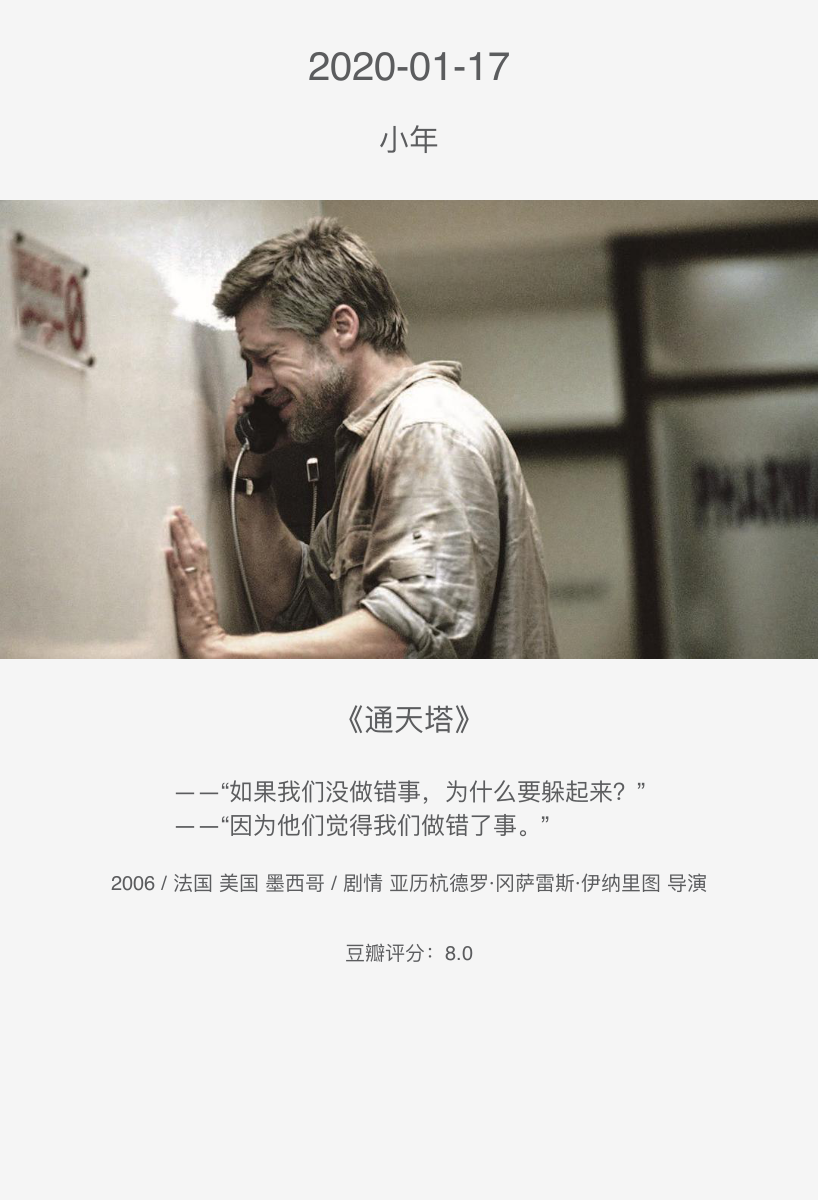 2020-01-17
小年
PHARMA
《通天塔》
——“如果我们没做错事，为什么要躲起来？”
——“因为他们觉得我们做错了事。”
2006 / 法国 美国 墨西哥 / 剧情 亚历杭德罗·冈萨雷斯·伊纳里图 导演
豆瓣评分：8.0